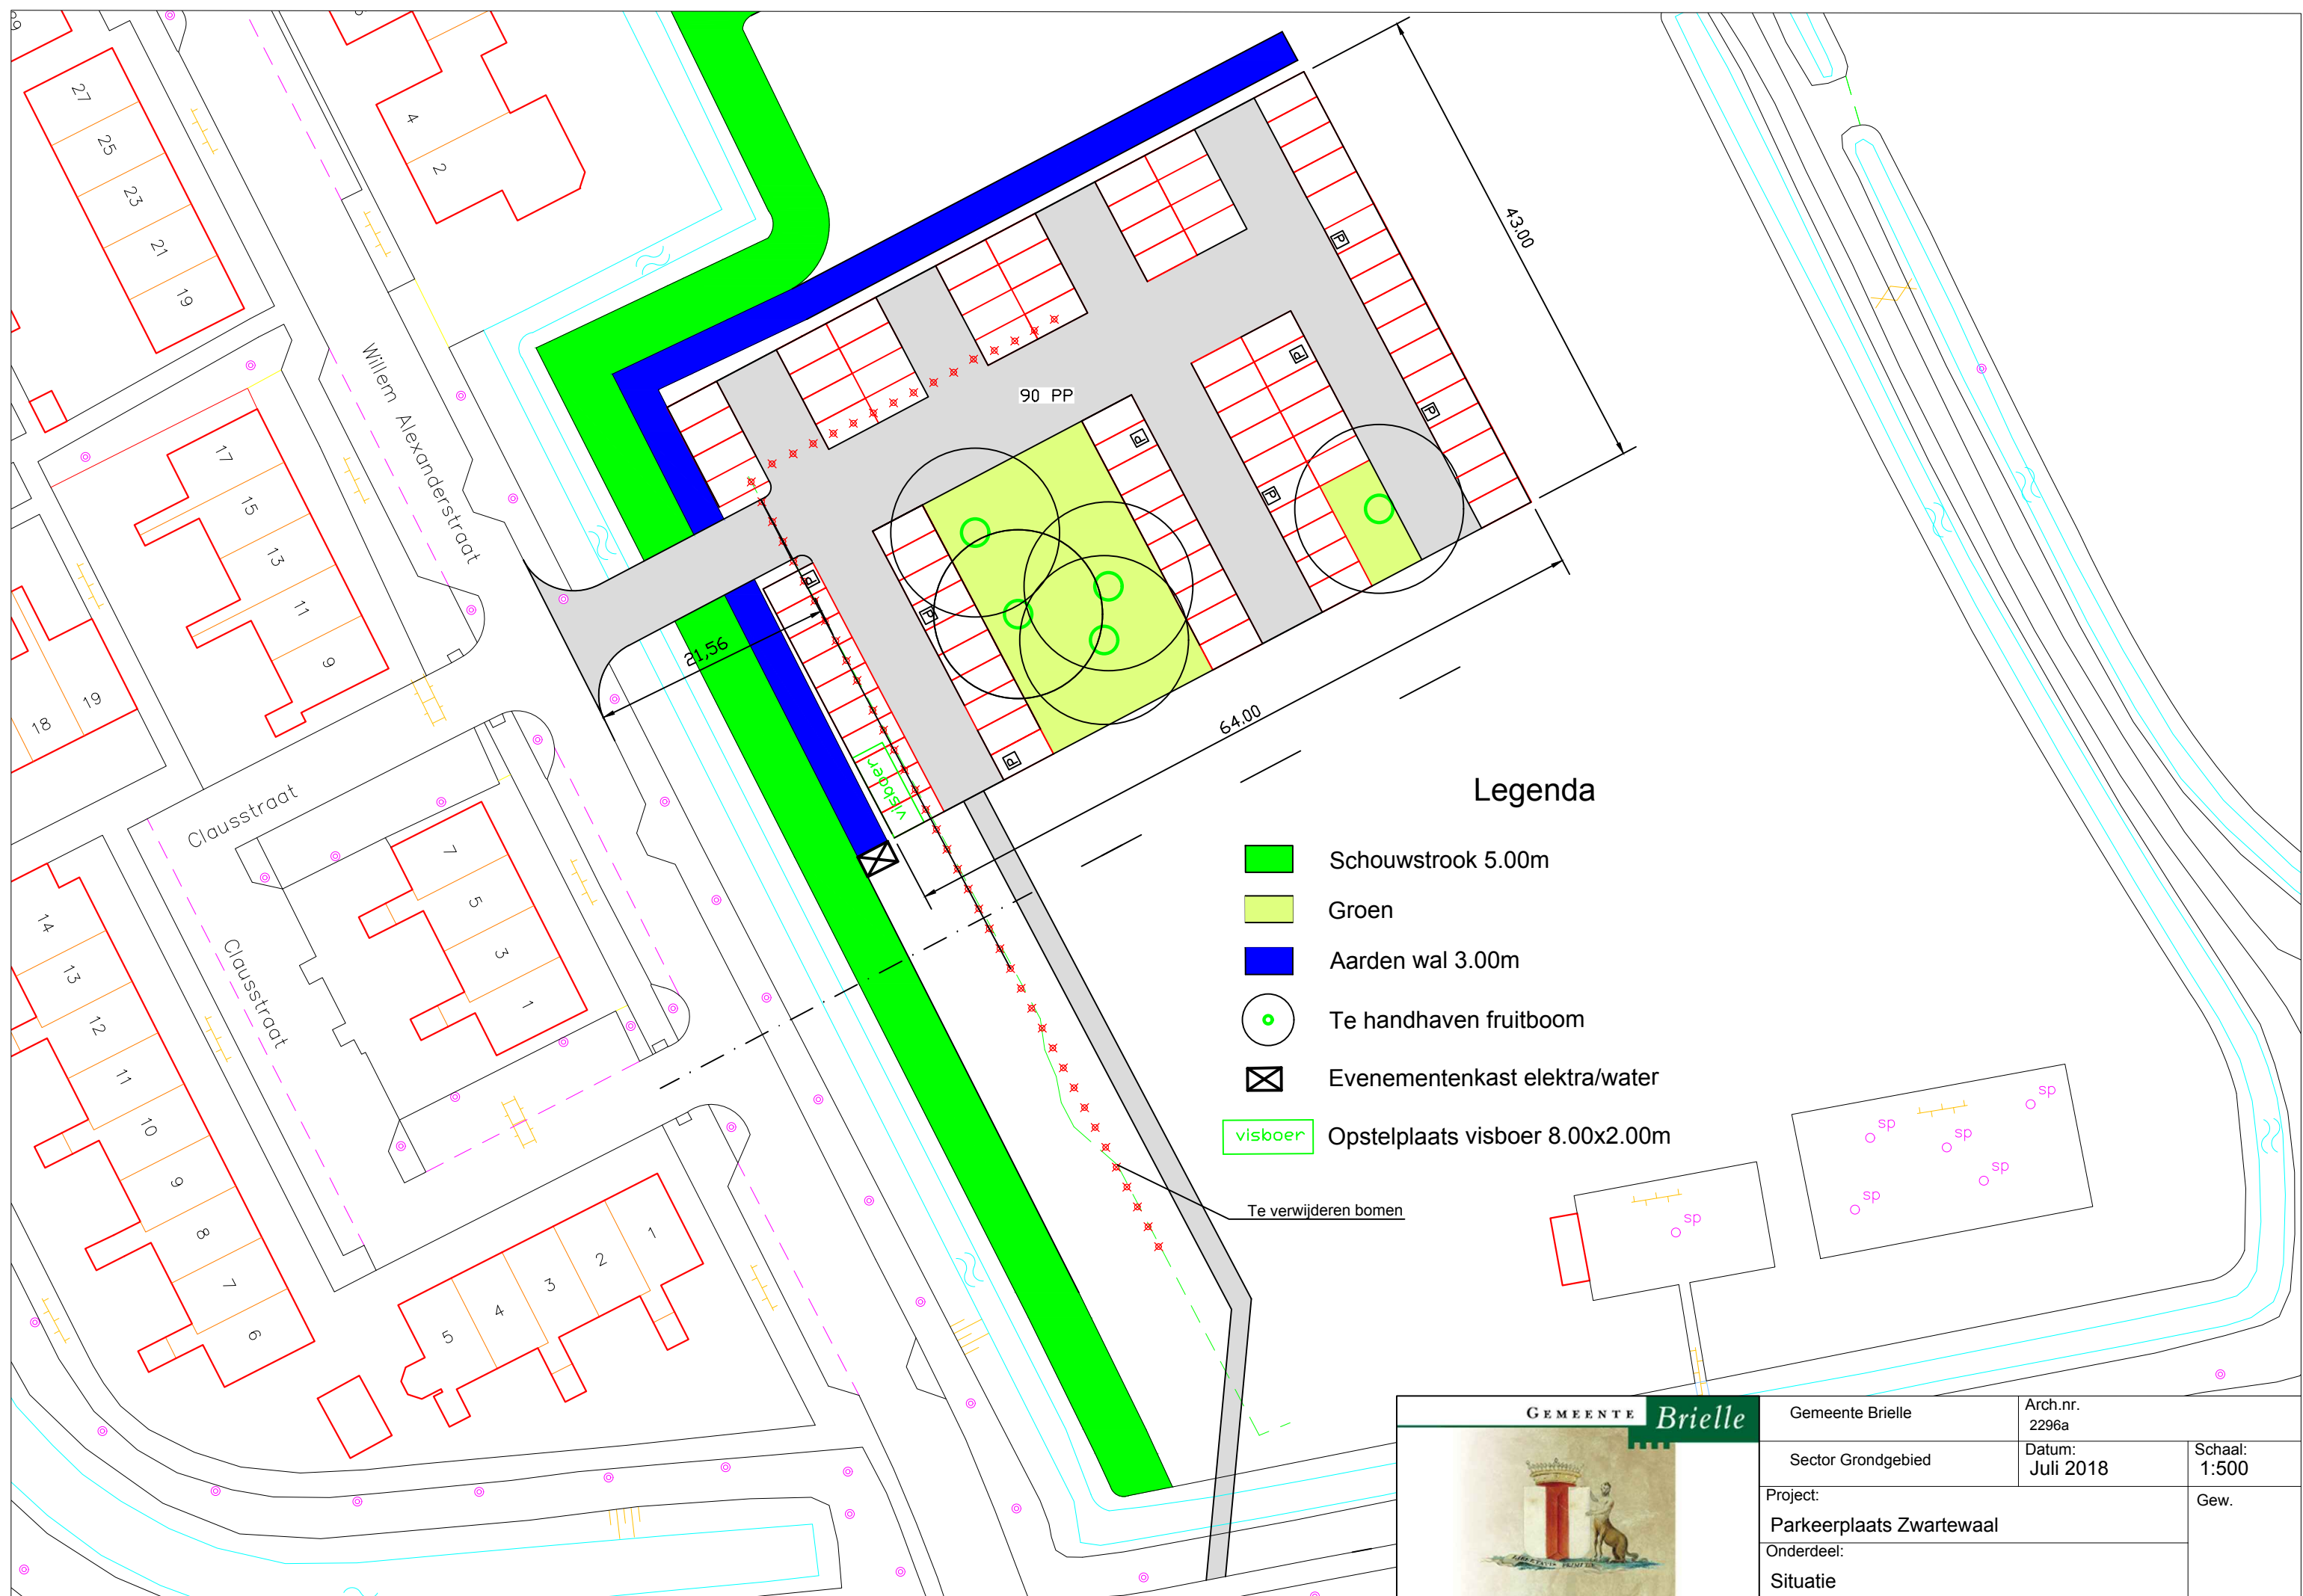 27
25
23
21
19
4
2
Willem Alexanderstraat
17
15
13
11
9
18
19
Clausstraat
Clausstraat
7
5
3
1
14
13
12
11
10
9
8
7
6
5
4
3
2
1
43.00
90 PP
P
P
P
P
P
P
P
P
P
21,56
64.00
visboer
Legenda
Schouwstrook 5.00m
Groen
Aarden wal 3.00m
Te handhaven fruitboom
Evenementenkast elektra/water
visboer Opstelplaats visboer 8.00x2.00m
Te verwijderen bomen
sp
sp
sp
sp
sp
sp
GEMEENTE Brielle
Gemeente Brielle
Arch.nr.
2296a
Sector Grondgebied
Datum:
Juli 2018
Schaal:
1:500
Project:
Parkeerplaats Zwartewaal
Gew.
Onderdeel:
Situatie